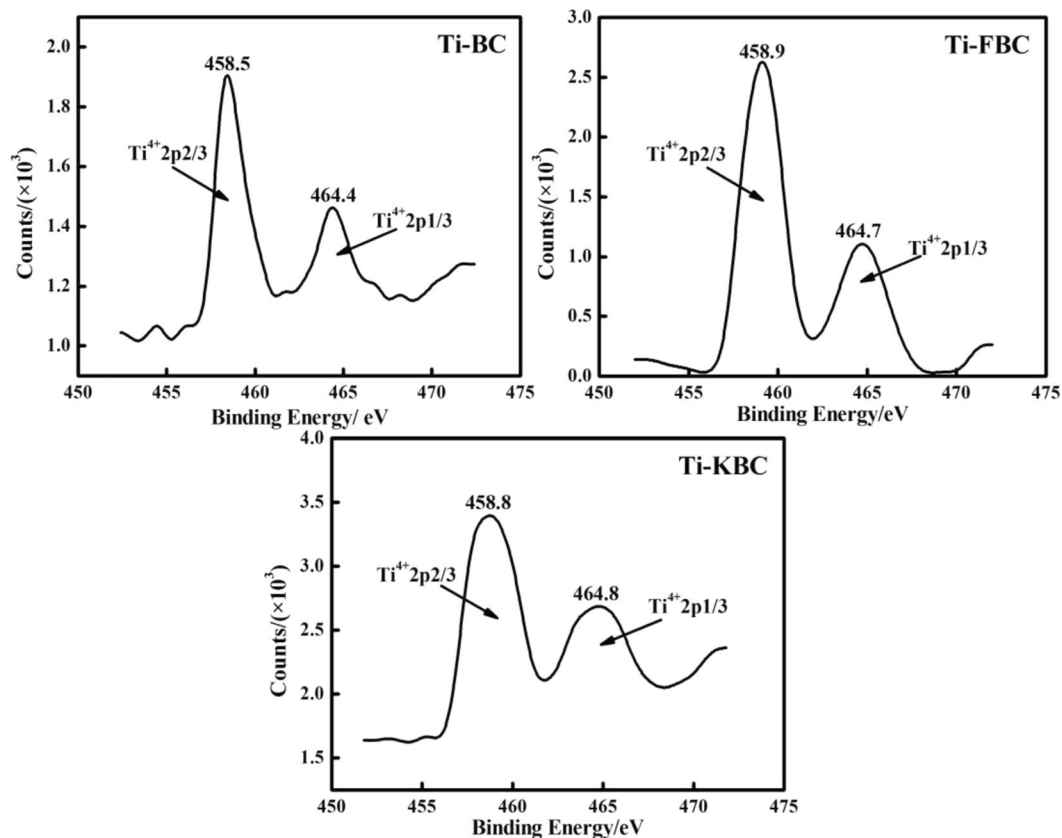 Ti-BC
458.5
Ti⁴⁺2p2/3
464.4
Ti⁴⁺2p1/3
Counts/(×10³)
2.0
1.8
1.6
1.4
1.2
1.0
450 455 460 465 470 475
Binding Energy/ eV
Ti-FBC
458.9
Ti⁴⁺2p2/3
464.7
Ti⁴⁺2p1/3
Counts/(×10³)
3.0
2.5
2.0
1.5
1.0
0.5
0.0
450 455 460 465 470 475
Binding Energy/eV
Ti-KBC
458.8
Ti⁴⁺2p2/3
464.8
Ti⁴⁺2p1/3
Counts/(×10³)
4.0
3.5
3.0
2.5
2.0
1.5
450 455 460 465 470 475
Binding Energy/eV